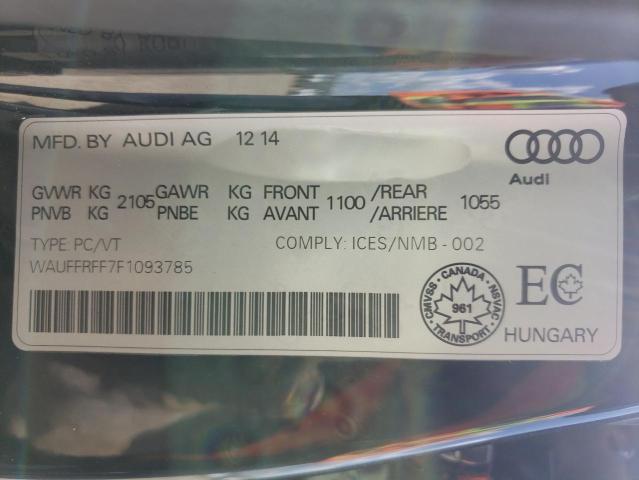 MFD. BY AUDI AG 12 14
Audi
GVWR KG 2105 GAWR KG FRONT 1100 /REAR 1055
PNVB KG PNBE KG AVANT /ARRIERE
TYPE: PC/VT COMPLY: ICES/NMB - 002
WAUFFRFF7F1093785
CANADA
CMVSS NSVAC
961
TRANSPORT
EC
HUNGARY